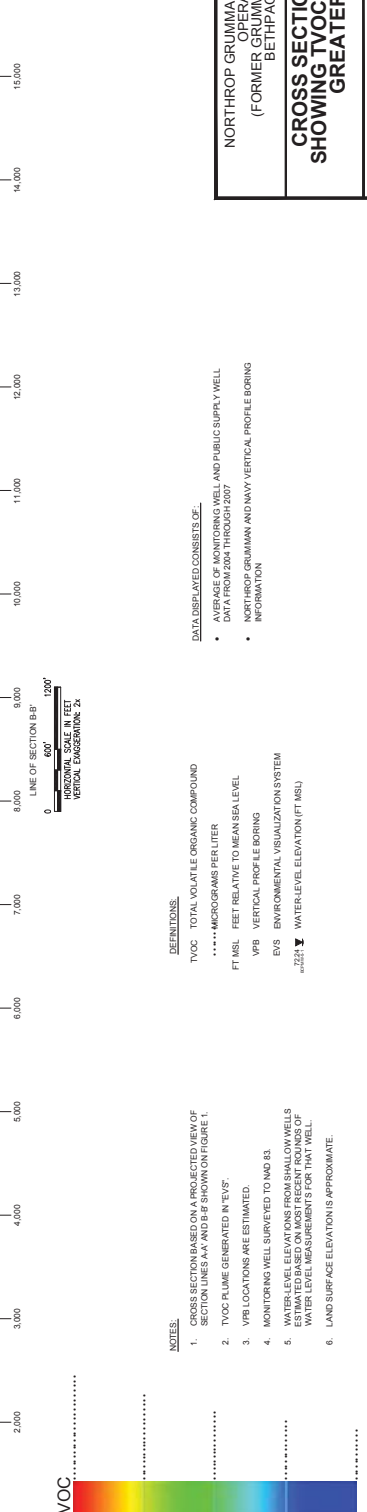 2,000
3,000
4,000
5,000
6,000
7,000
8,000
9,000
10,000
11,000
12,000
13,000
14,000
15,000
LINE OF SECTION B-B'
0 600' 1200'
HORIZONTAL SCALE IN FEET
VERTICAL EXAGGERATION: 2x
VOC
NOTES:
1. CROSS SECTION BASED ON A PROJECTED VIEW OF
SECTION LINES A-A' AND B-B' SHOWN ON FIGURE 1.
2. TVOC PLUME GENERATED IN "EVS".
3. VPB LOCATIONS ARE ESTIMATED.
4. MONITORING WELL SURVEYED TO NAD 83.
5. WATER-LEVEL ELEVATIONS FROM SHALLOW WELLS
ESTIMATED BASED ON MOST RECENT ROUNDS OF
WATER LEVEL MEASUREMENTS FOR THAT WELL.
6. LAND SURFACE ELEVATION IS APPROXIMATE.
DEFINITIONS:
TVOC TOTAL VOLATILE ORGANIC COMPOUND
MICROGRAMS PER LITER
FT MSL FEET RELATIVE TO MEAN SEA LEVEL
VPB VERTICAL PROFILE BORING
EVS ENVIRONMENTAL VISUALIZATION SYSTEM
72.24 WATER-LEVEL ELEVATION (FT MSL)
DATA DISPLAYED CONSISTS OF:
• AVERAGE OF MONITORING WELL AND PUBLIC SUPPLY WELL
DATA FROM 2004 THROUGH 2007
• NORTHROP GRUMMAN AND NAVY VERTICAL PROFILE BORING
INFORMATION
NORTHROP GRUMMA
OPERA
(FORMER GRUMM
BETHPAG
CROSS SECTIO
SHOWING TVOC
GREATER